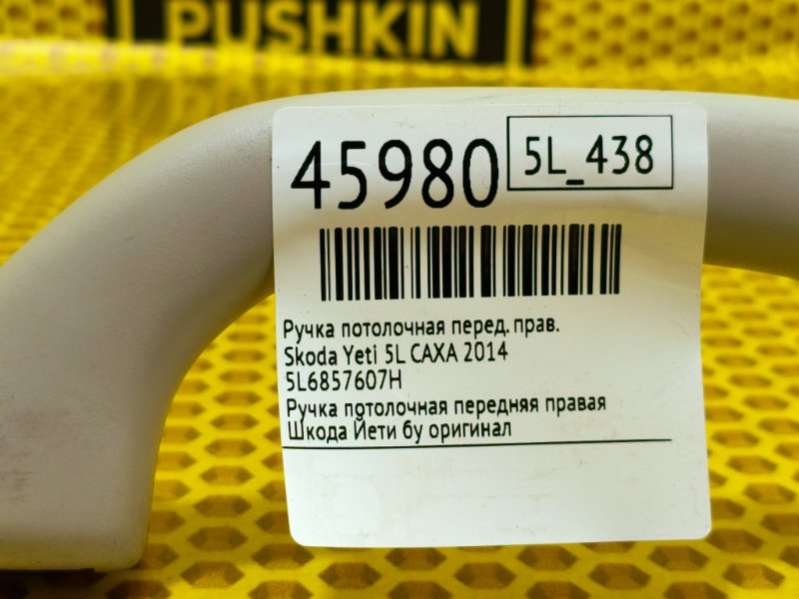 PUSHKIN
45980
5L_438
Ручка потолочная перед. прав.
Skoda Yeti 5L CAXA 2014
5L6857607H
Ручка потолочная передняя правая
Шкода Йети бу оригинал